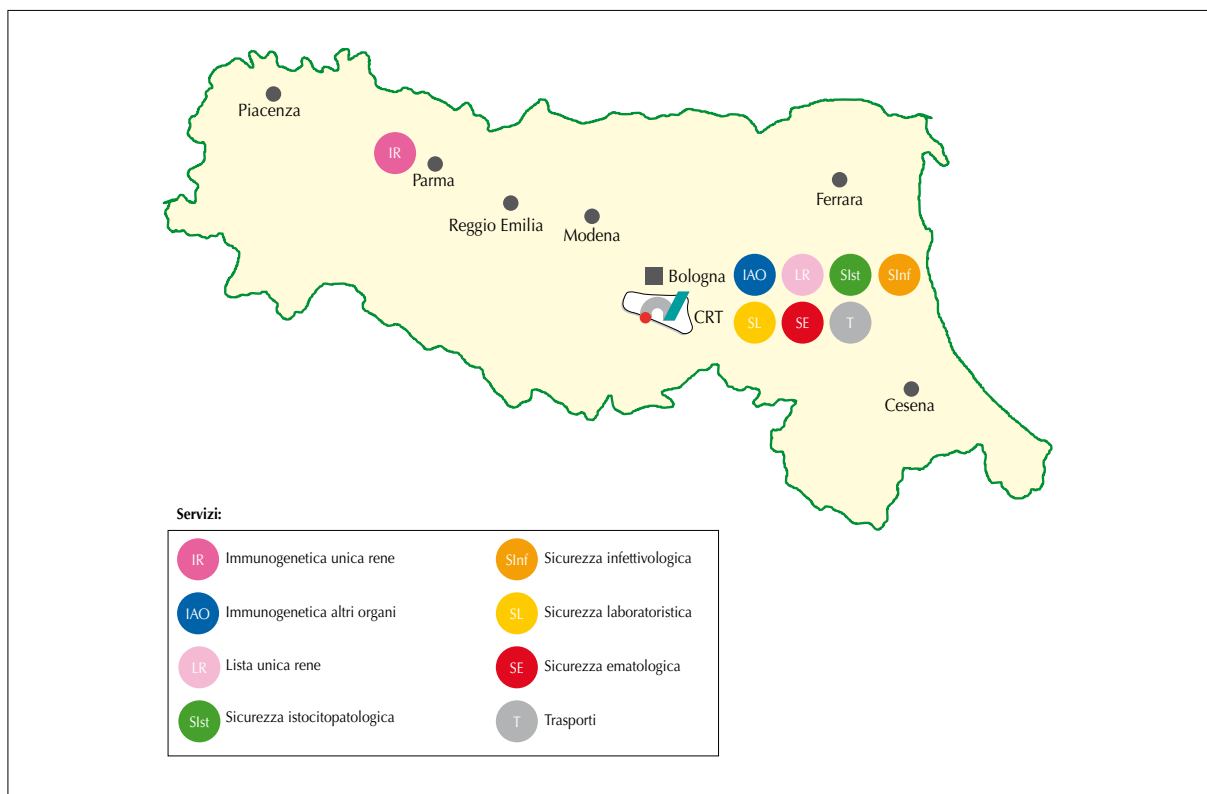 Piacenza
IR
Parma
Reggio Emilia
Modena
Ferrara
Bologna
IAO
LR
SIst
SInf
CRT
SL
SE
T
Cesena
Servizi:
IR Immunogenetica unica rene
IAO Immunogenetica altri organi
LR Lista unica rene
SIst Sicurezza istocitopatologica
SInf Sicurezza infettivologica
SL Sicurezza laboratoristica
SE Sicurezza ematologica
T Trasporti